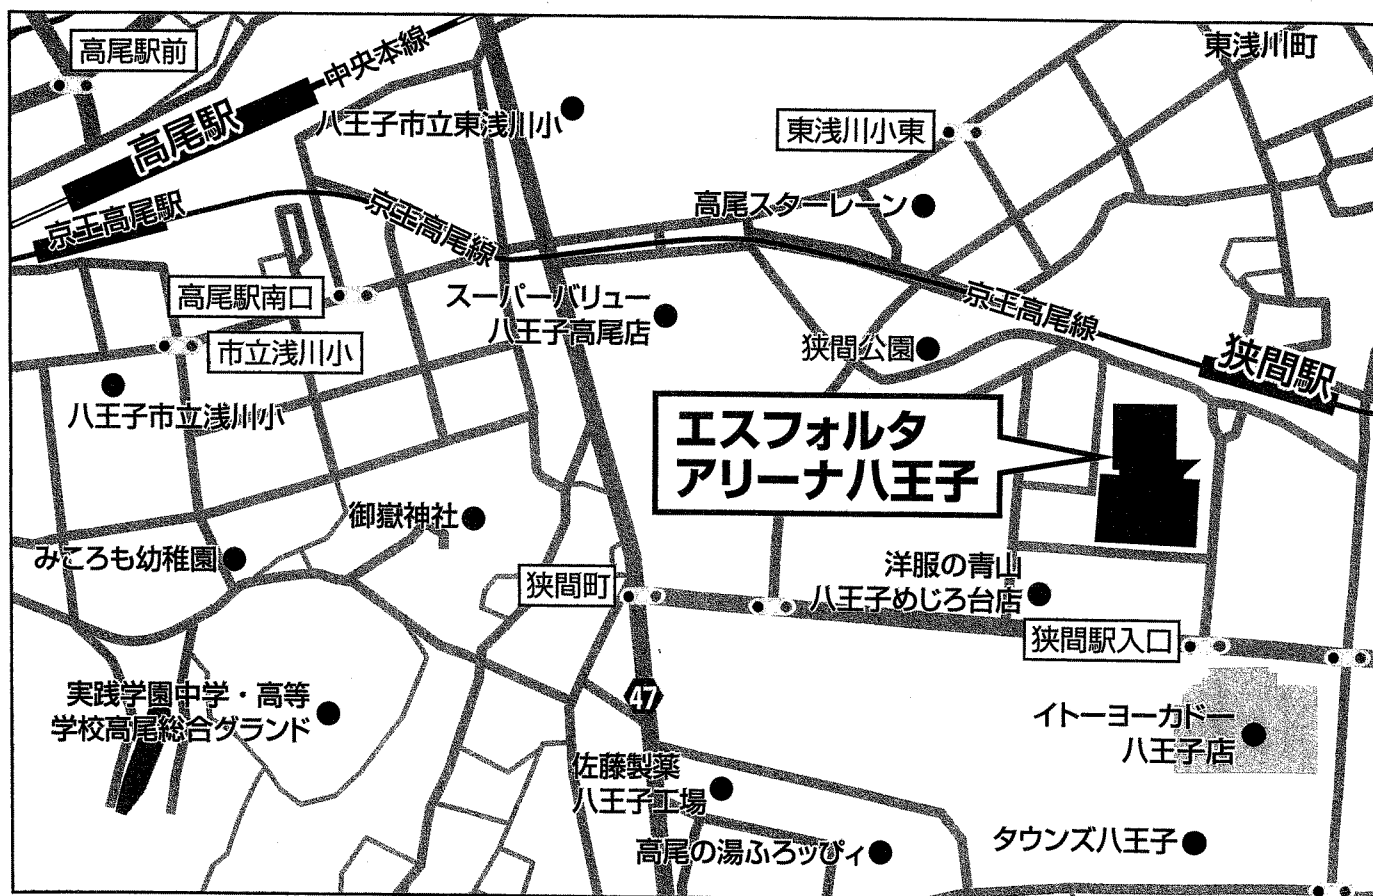 高尾駅前
中央本線
東浅川町
高尾駅
八王子市立東浅川小
東浅川小東
京王高尾駅
京王高尾線
高尾スターレーン
高尾駅南口
スーパーバリュー
八王子高尾店
京王高尾線
市立浅川小
狭間公園
狭間駅
八王子市立浅川小
エスフォルタ
アリーナ八王子
御嶽神社
みころも幼稚園
狭間町
洋服の青山
八王子めじろ台店
狭間駅入口
実践学園中学・高等
学校高尾総合グランド
47
イトーヨーカドー
八王子店
佐藤製薬
八王子工場
高尾の湯ふろッぴィ
タウンズ八王子